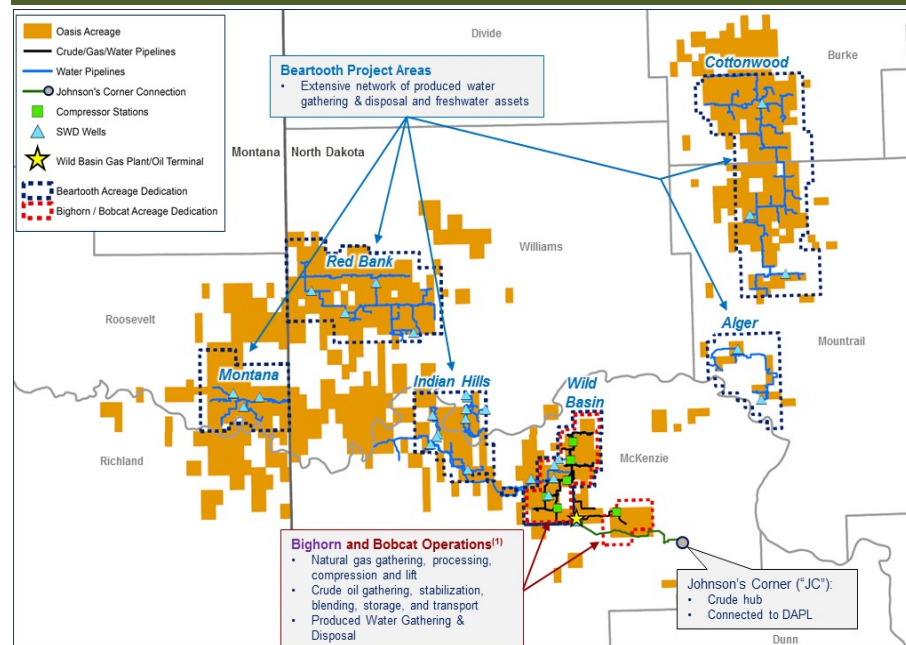 Oasis Acreage
Crude/Gas/Water Pipelines
Water Pipelines
Johnson's Corner Connection
Compressor Stations
SWD Wells
Wild Basin Gas Plant/Oil Terminal
Beartooth Acreage Dedication
Bighorn / Bobcat Acreage Dedication
Divide
Burke
Cottonwood
Beartooth Project Areas
• Extensive network of produced water
gathering & disposal and freshwater assets
Montana
North Dakota
Williams
Red Bank
Roosevelt
Alger
Mountrail
Montana
Indian Hills
Wild
Basin
Richland
McKenzie
Bighorn and Bobcat Operations(1)
• Natural gas gathering, processing,
compression and lift
• Crude oil gathering, stabilization,
blending, storage, and transport
• Produced Water Gathering &
Disposal
Johnson's Corner ("JC"):
• Crude hub
• Connected to DAPL
Dunn